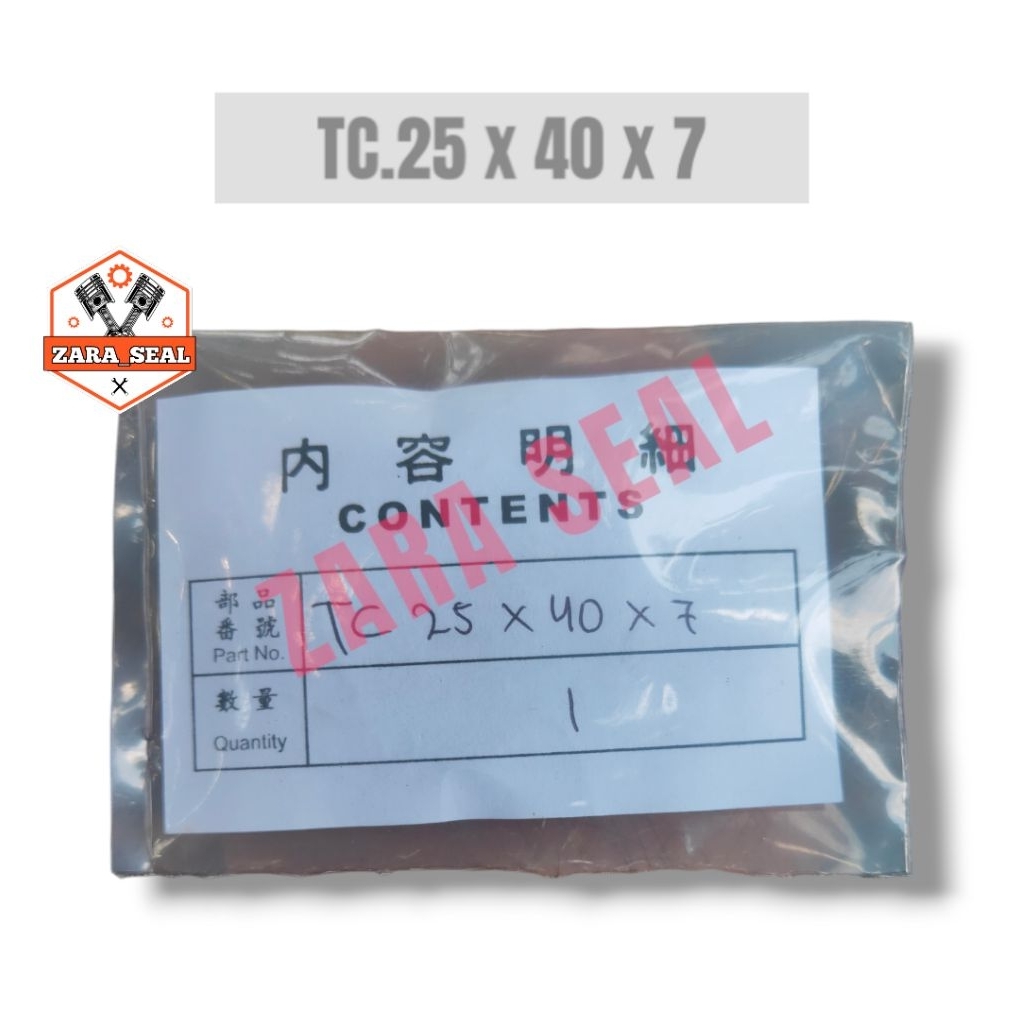 TC.25 x 40 x 7
ZARA_SEAL
內容明細
CONTENTS
ZARA SEAL
部品
番號
Part No.
TC 25 x 40 x 7
數量
Quantity
1